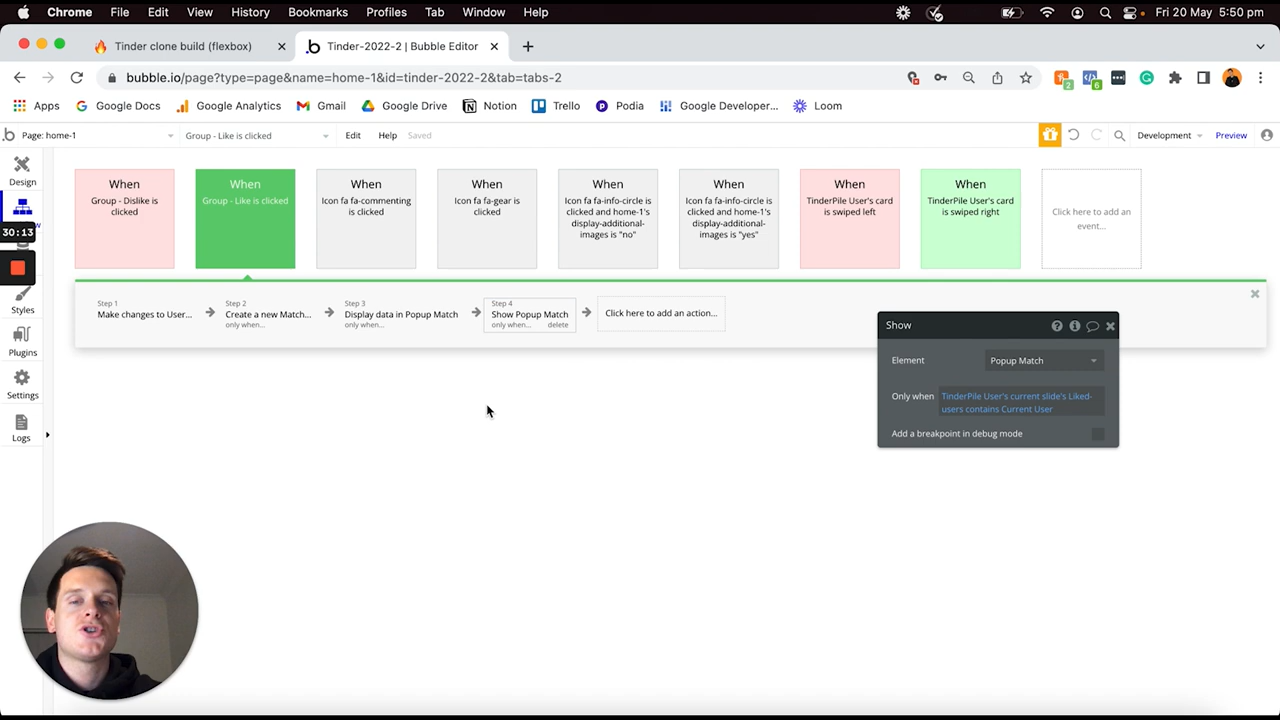 Chrome File Edit View History Bookmarks Profiles Tab Window Help Fri 20 May 5:50 pm
Tinder clone build (flexbox) Tinder-2022-2 | Bubble Editor
bubble.io/page?type=page&name=home-1&id=tinder-2022-2&tab=tabs-2
2 6
Apps Google Docs Google Analytics Gmail Google Drive Notion Trello Podia Google Developer... Loom
Page: home-1 Group - Like is clicked Edit Help Saved Development Preview
Design
30:13
Styles
Plugins
Settings
Logs
When
Group - Dislike is
clicked
When
Group - Like is clicked
When
Icon fa fa-commenting
is clicked
When
Icon fa fa-gear is
clicked
When
Icon fa fa-info-circle is
clicked and home-1's
display-additional-
images is "no"
When
Icon fa fa-info-circle is
clicked and home-1's
display-additional-
images is "yes"
When
TinderPile User's card
is swiped left
When
TinderPile User's card
is swiped right
Click here to add an
event...
Step 1
Make changes to User...
Step 2
Create a new Match...
only when...
Step 3
Display data in Popup Match
only when...
Step 4
Show Popup Match
only when... delete
Click here to add an action...
Show
Element Popup Match
Only when TinderPile User's current slide's Liked-
users contains Current User
Add a breakpoint in debug mode